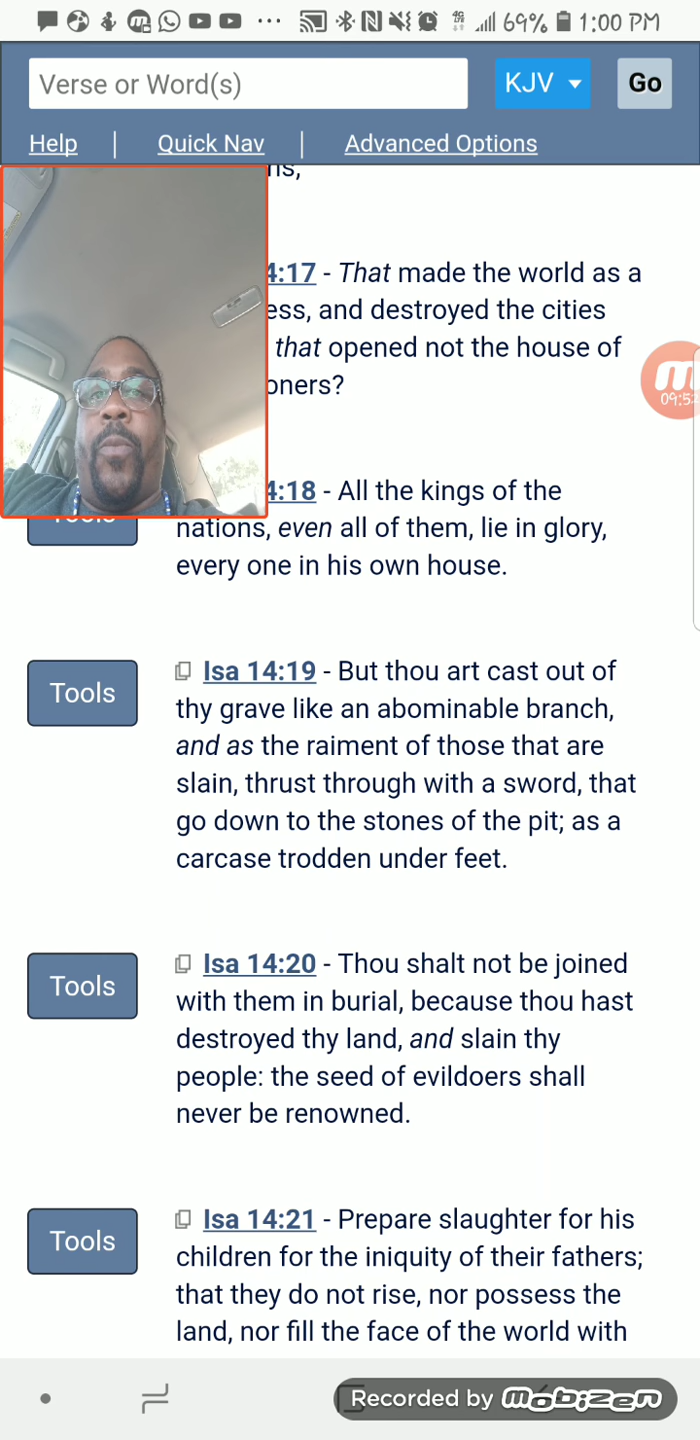 69% 1:00 PM
Verse or Word(s) KJV Go
Help | Quick Nav | Advanced Options
4:17 - That made the world as a
ess, and destroyed the cities
that opened not the house of
oners?
09:52
4:18 - All the kings of the
nations, even all of them, lie in glory,
every one in his own house.
Tools
Isa 14:19 - But thou art cast out of
thy grave like an abominable branch,
and as the raiment of those that are
slain, thrust through with a sword, that
go down to the stones of the pit; as a
carcase trodden under feet.
Tools
Isa 14:20 - Thou shalt not be joined
with them in burial, because thou hast
destroyed thy land, and slain thy
people: the seed of evildoers shall
never be renowned.
Tools
Isa 14:21 - Prepare slaughter for his
children for the iniquity of their fathers;
that they do not rise, nor possess the
land, nor fill the face of the world with
Recorded by mobizen